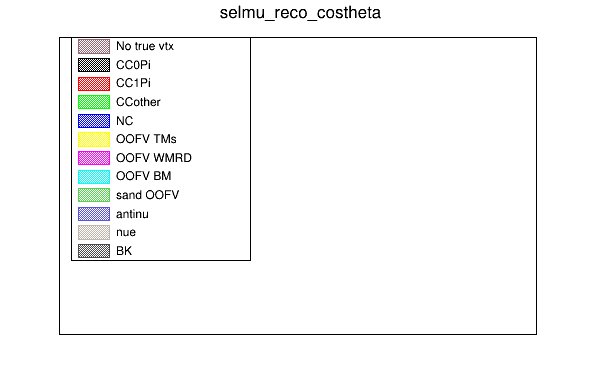 selmu_reco_costheta
No true vtx
CC0Pi
CC1Pi
CCother
NC
OOFV TMs
OOFV WMRD
OOFV BM
sand OOFV
antinu
nue
BK